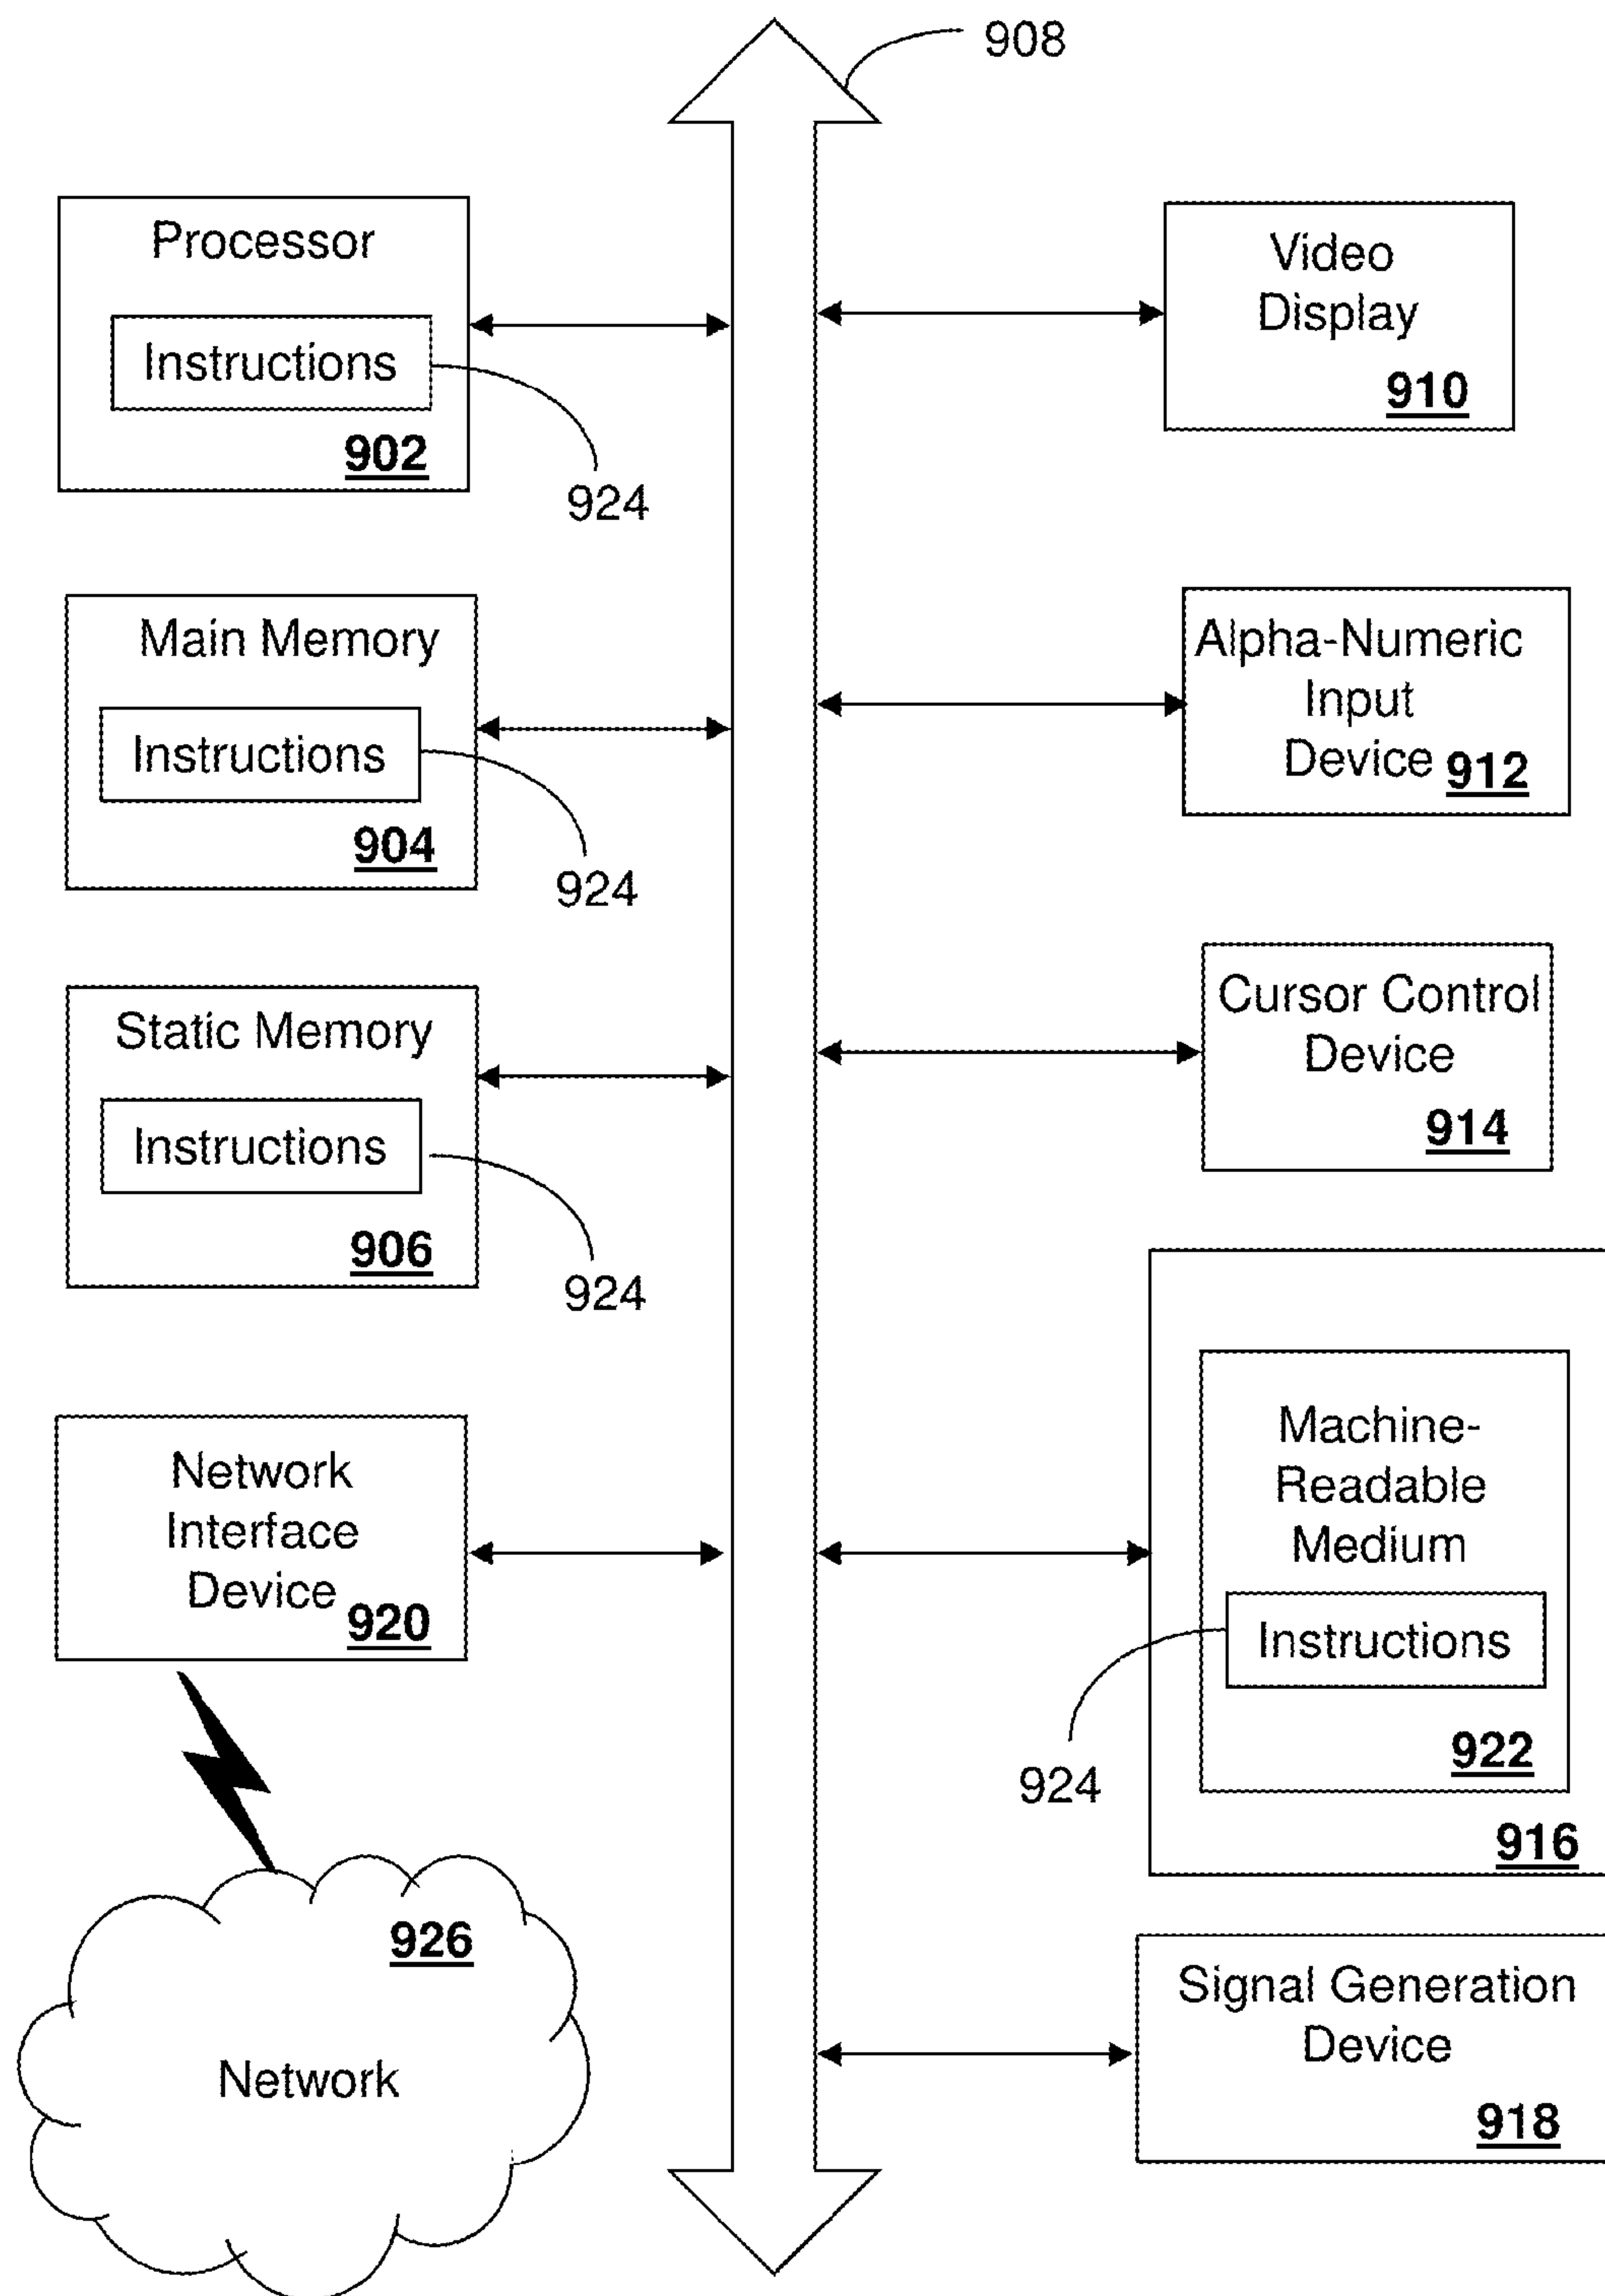 908
Processor
Instructions
902
924
Main Memory
Instructions
904
924
Static Memory
Instructions
906
924
Network
Interface
Device
920
926
Network
Video
Display
910
Alpha-Numeric
Input
Device
912
Cursor Control
Device
914
Machine-
Readable
Medium
Instructions
922
924
916
Signal Generation
Device
918